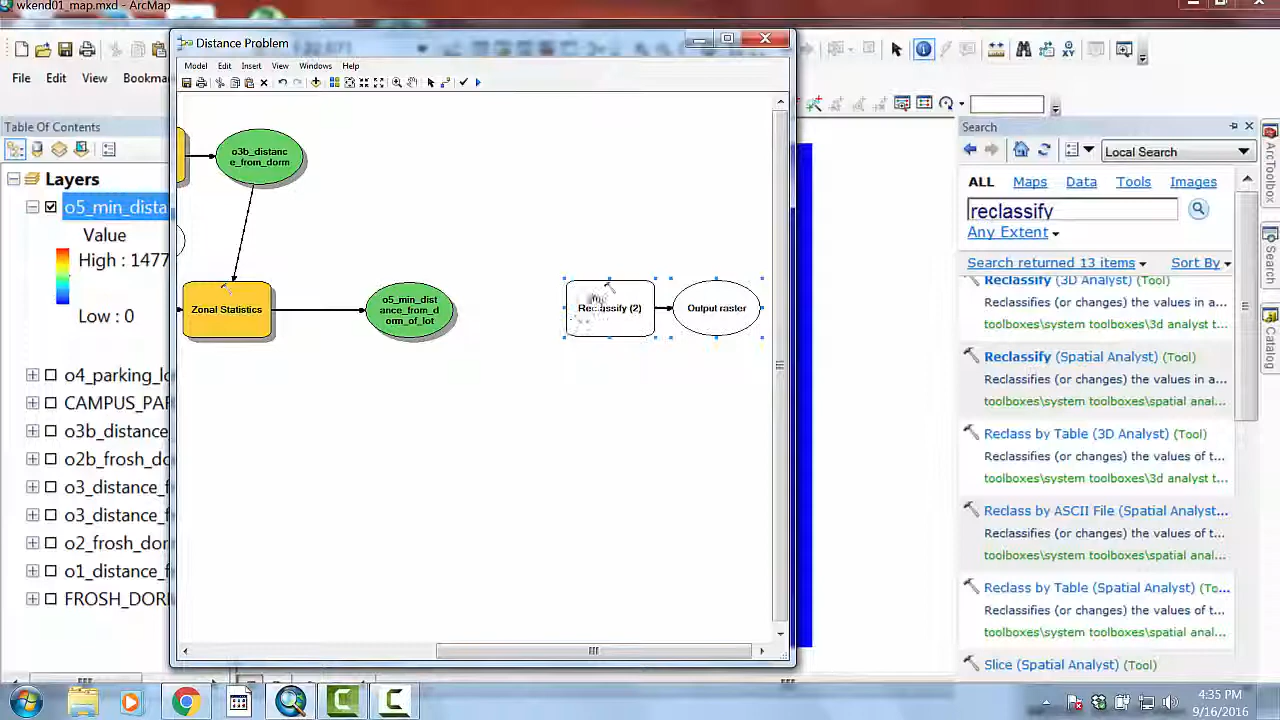 wkend01_map.mxd - ArcMap
File Edit View Bookma
Table Of Contents
Layers
o5_min_dista
Value
High : 1477
Low : 0
o4_parking_lo
CAMPUS_PA
o3b_distance
o2b_frosh_do
o3_distance_f
o3_distance_f
o2_frosh_dor
o1_distance_f
FROSH_DOR
Distance Problem
Model Edit Insert View Windows Help
o3b_distanc
e_from_dorm
Zonal Statistics
o5_min_dist
ance_from_d
orm_of_lot
Reclassify (2)
Output raster
Search
Local Search
ALL Maps Data Tools Images
reclassify
Any Extent
Search returned 13 items Sort By
Reclassify (3D Analyst) (Tool)
Reclassifies (or changes) the values in a...
toolboxes\system toolboxes\3d analyst t...
Reclassify (Spatial Analyst) (Tool)
Reclassifies (or changes) the values in a...
toolboxes\system toolboxes\spatial anal...
Reclass by Table (3D Analyst) (Tool)
Reclassifies (or changes) the values of t...
toolboxes\system toolboxes\3d analyst t...
Reclass by ASCII File (Spatial Analyst...
Reclassifies (or changes) the values of t...
toolboxes\system toolboxes\spatial anal...
Reclass by Table (Spatial Analyst) (To...
Reclassifies (or changes) the values of t...
toolboxes\system toolboxes\spatial anal...
Slice (Spatial Analyst) (Tool)
ArcToolbox
Search
Catalog
4:35 PM
9/16/2016